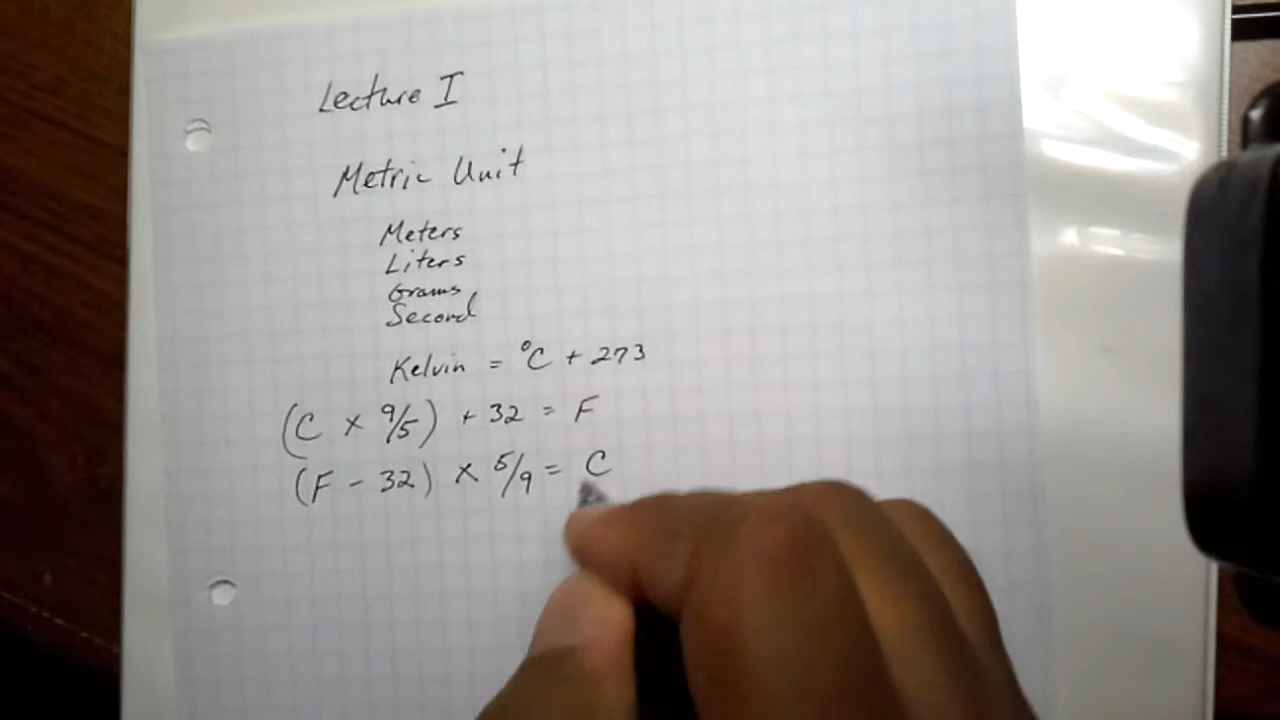 Lecture I
Metric Unit
Meters
Liters
Grams
Second
Kelvin = °C + 273
(C × 9/5) + 32 = F
(F - 32) × 5/9 = C